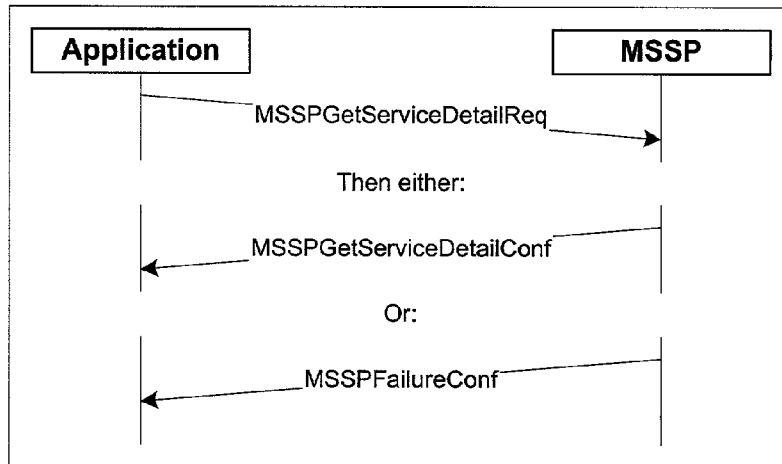 Application
MSSP
MSSPGetServiceDetailReq
Then either:
MSSPGetServiceDetailConf
Or:
MSSPFailureConf